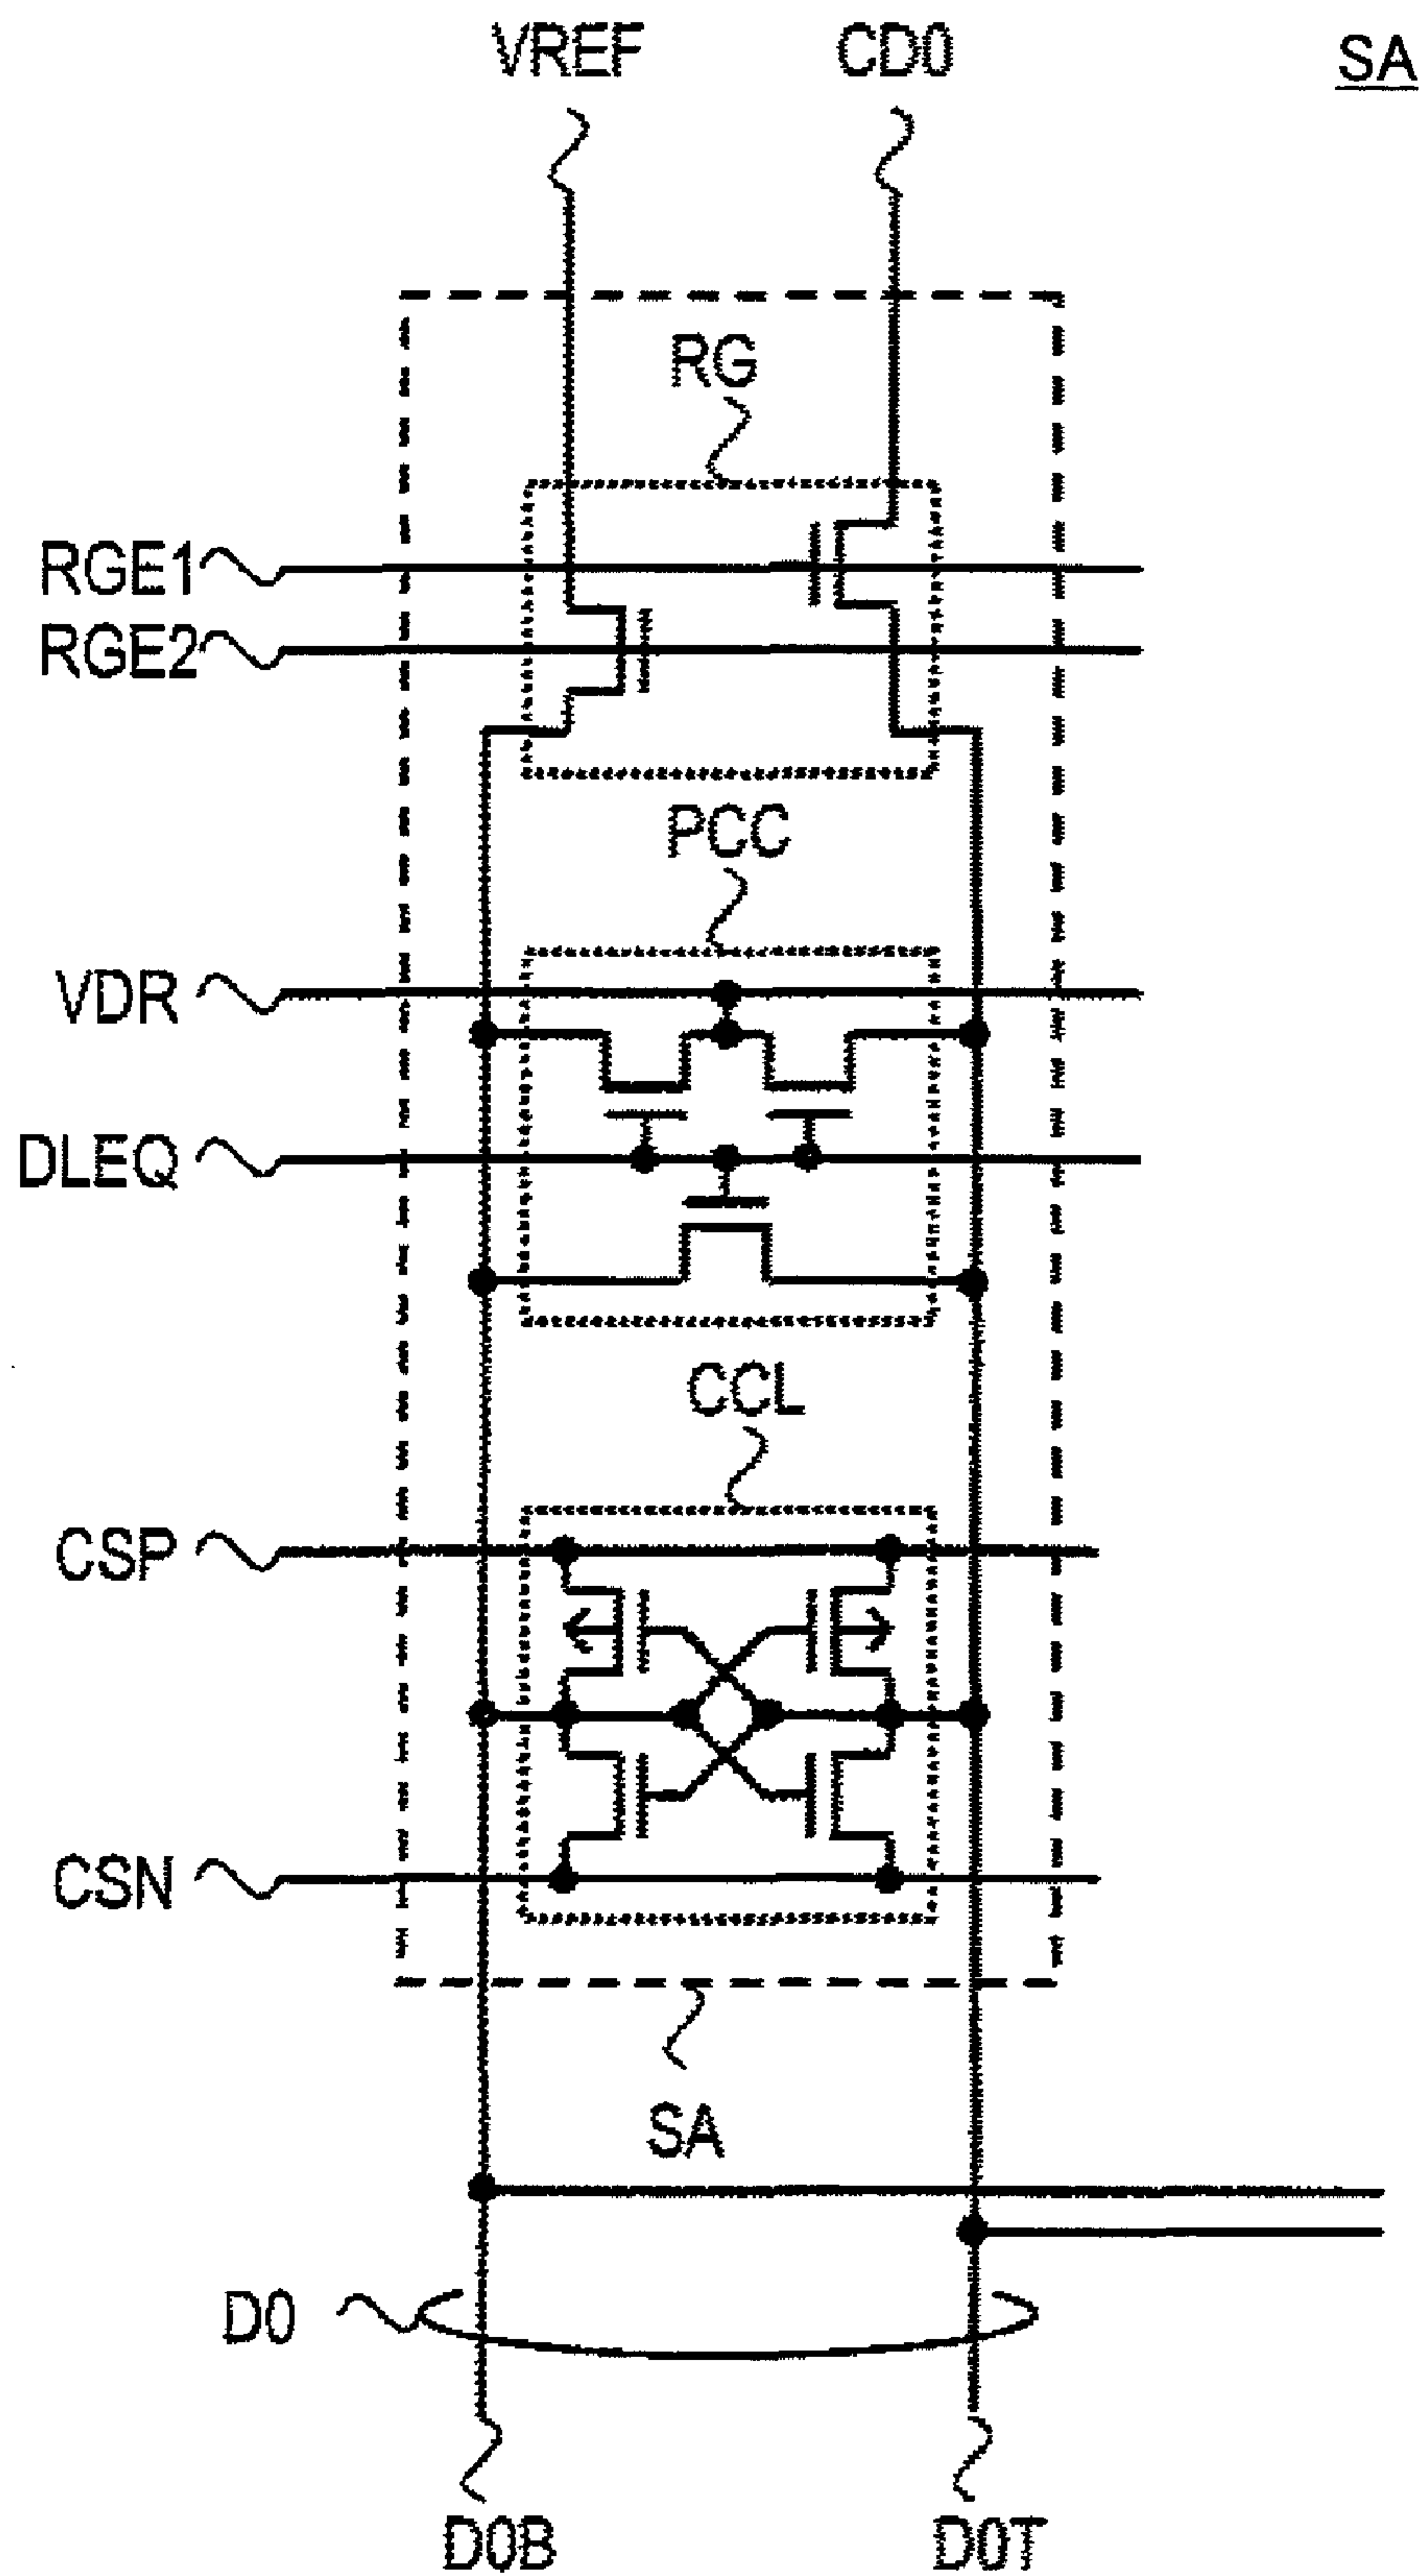 VREF CD0 SA
RG
RGE1
RGE2
PCC
VDR
DLEQ
CCL
CSP
CSN
SA
D0
D0B D0T